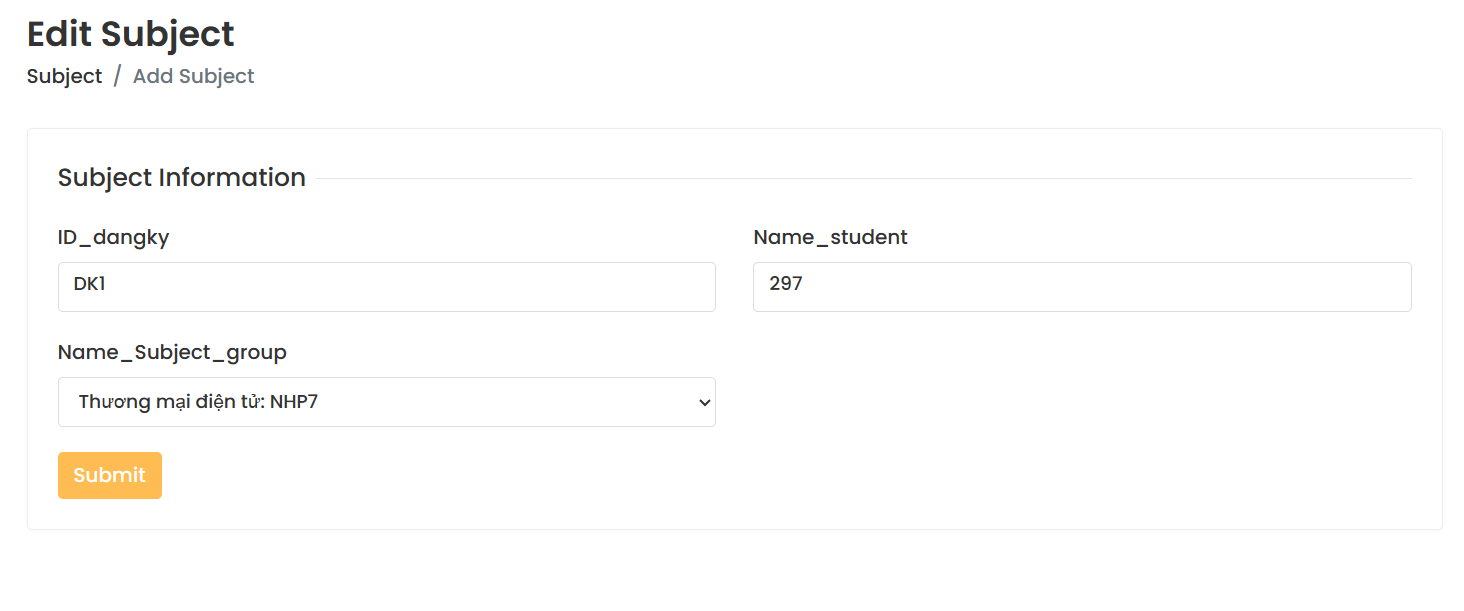 Edit Subject
Subject / Add Subject
Subject Information
ID_dangky
Name_student
DK1
297
Name_Subject_group
Thương mại điện tử: NHP7
Submit